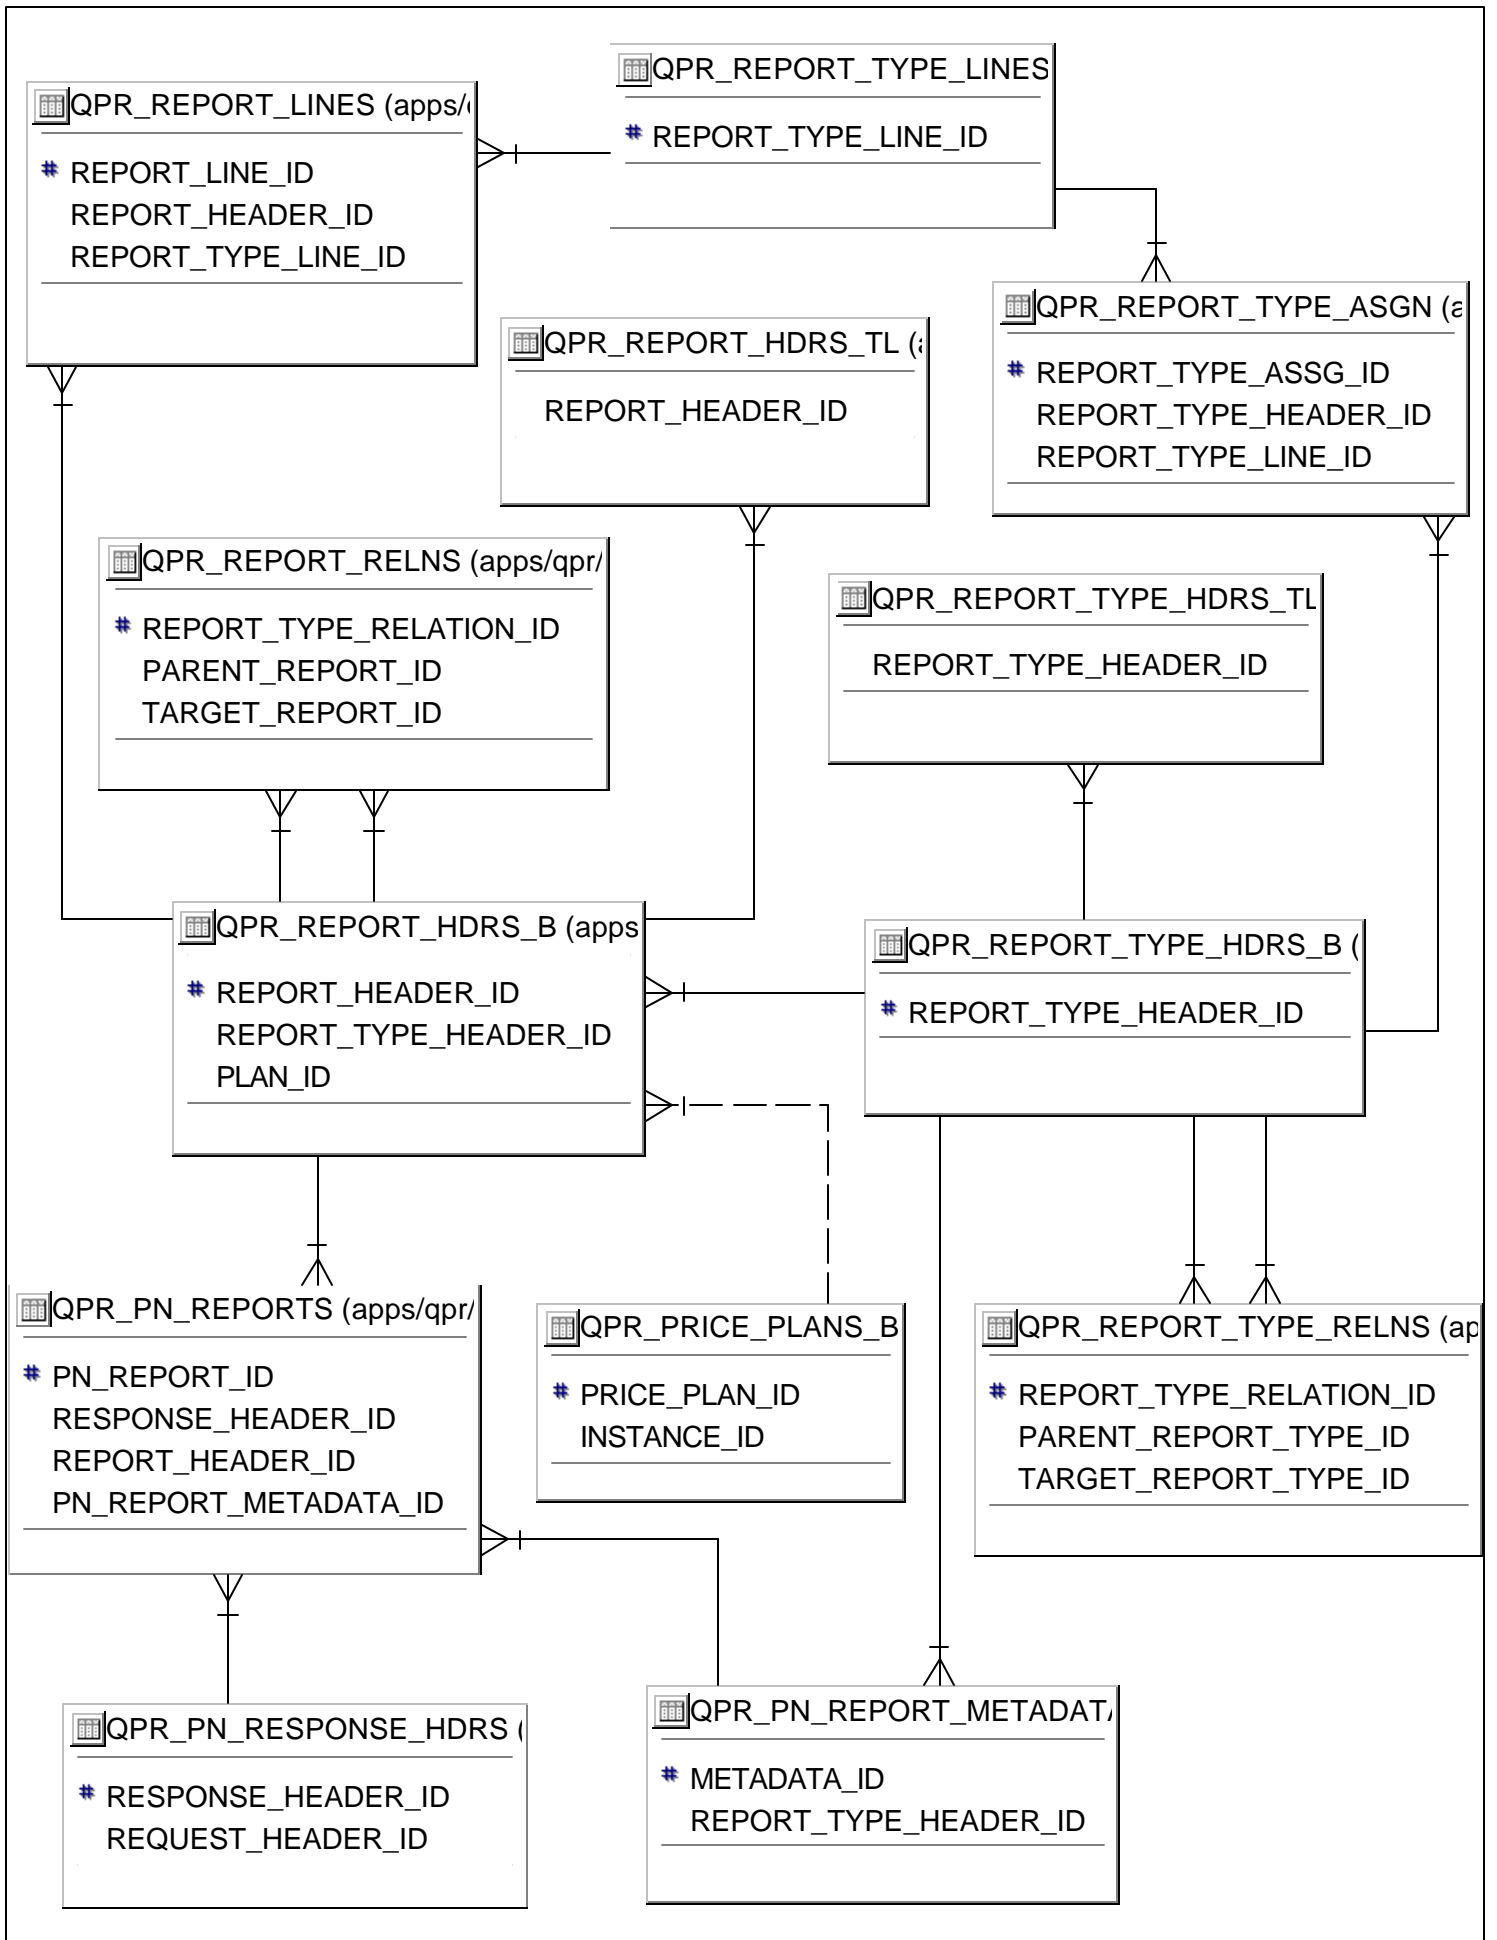 QPR_REPORT_TYPE_LINES
# REPORT_TYPE_LINE_ID
QPR_REPORT_LINES (apps/
# REPORT_LINE_ID
REPORT_HEADER_ID
REPORT_TYPE_LINE_ID
QPR_REPORT_TYPE_ASGN (a
# REPORT_TYPE_ASSG_ID
REPORT_TYPE_HEADER_ID
REPORT_TYPE_LINE_ID
QPR_REPORT_HDRS_TL (
REPORT_HEADER_ID
QPR_REPORT_RELNS (apps/qpr/
# REPORT_TYPE_RELATION_ID
PARENT_REPORT_ID
TARGET_REPORT_ID
QPR_REPORT_TYPE_HDRS_TL
REPORT_TYPE_HEADER_ID
QPR_REPORT_HDRS_B (apps
# REPORT_HEADER_ID
REPORT_TYPE_HEADER_ID
PLAN_ID
QPR_REPORT_TYPE_HDRS_B (
# REPORT_TYPE_HEADER_ID
QPR_PN_REPORTS (apps/qpr/
# PN_REPORT_ID
RESPONSE_HEADER_ID
REPORT_HEADER_ID
PN_REPORT_METADATA_ID
QPR_PRICE_PLANS_B
# PRICE_PLAN_ID
INSTANCE_ID
QPR_REPORT_TYPE_RELNS (ap
# REPORT_TYPE_RELATION_ID
PARENT_REPORT_TYPE_ID
TARGET_REPORT_TYPE_ID
QPR_PN_RESPONSE_HDRS (
# RESPONSE_HEADER_ID
REQUEST_HEADER_ID
QPR_PN_REPORT_METADATA
# METADATA_ID
REPORT_TYPE_HEADER_ID